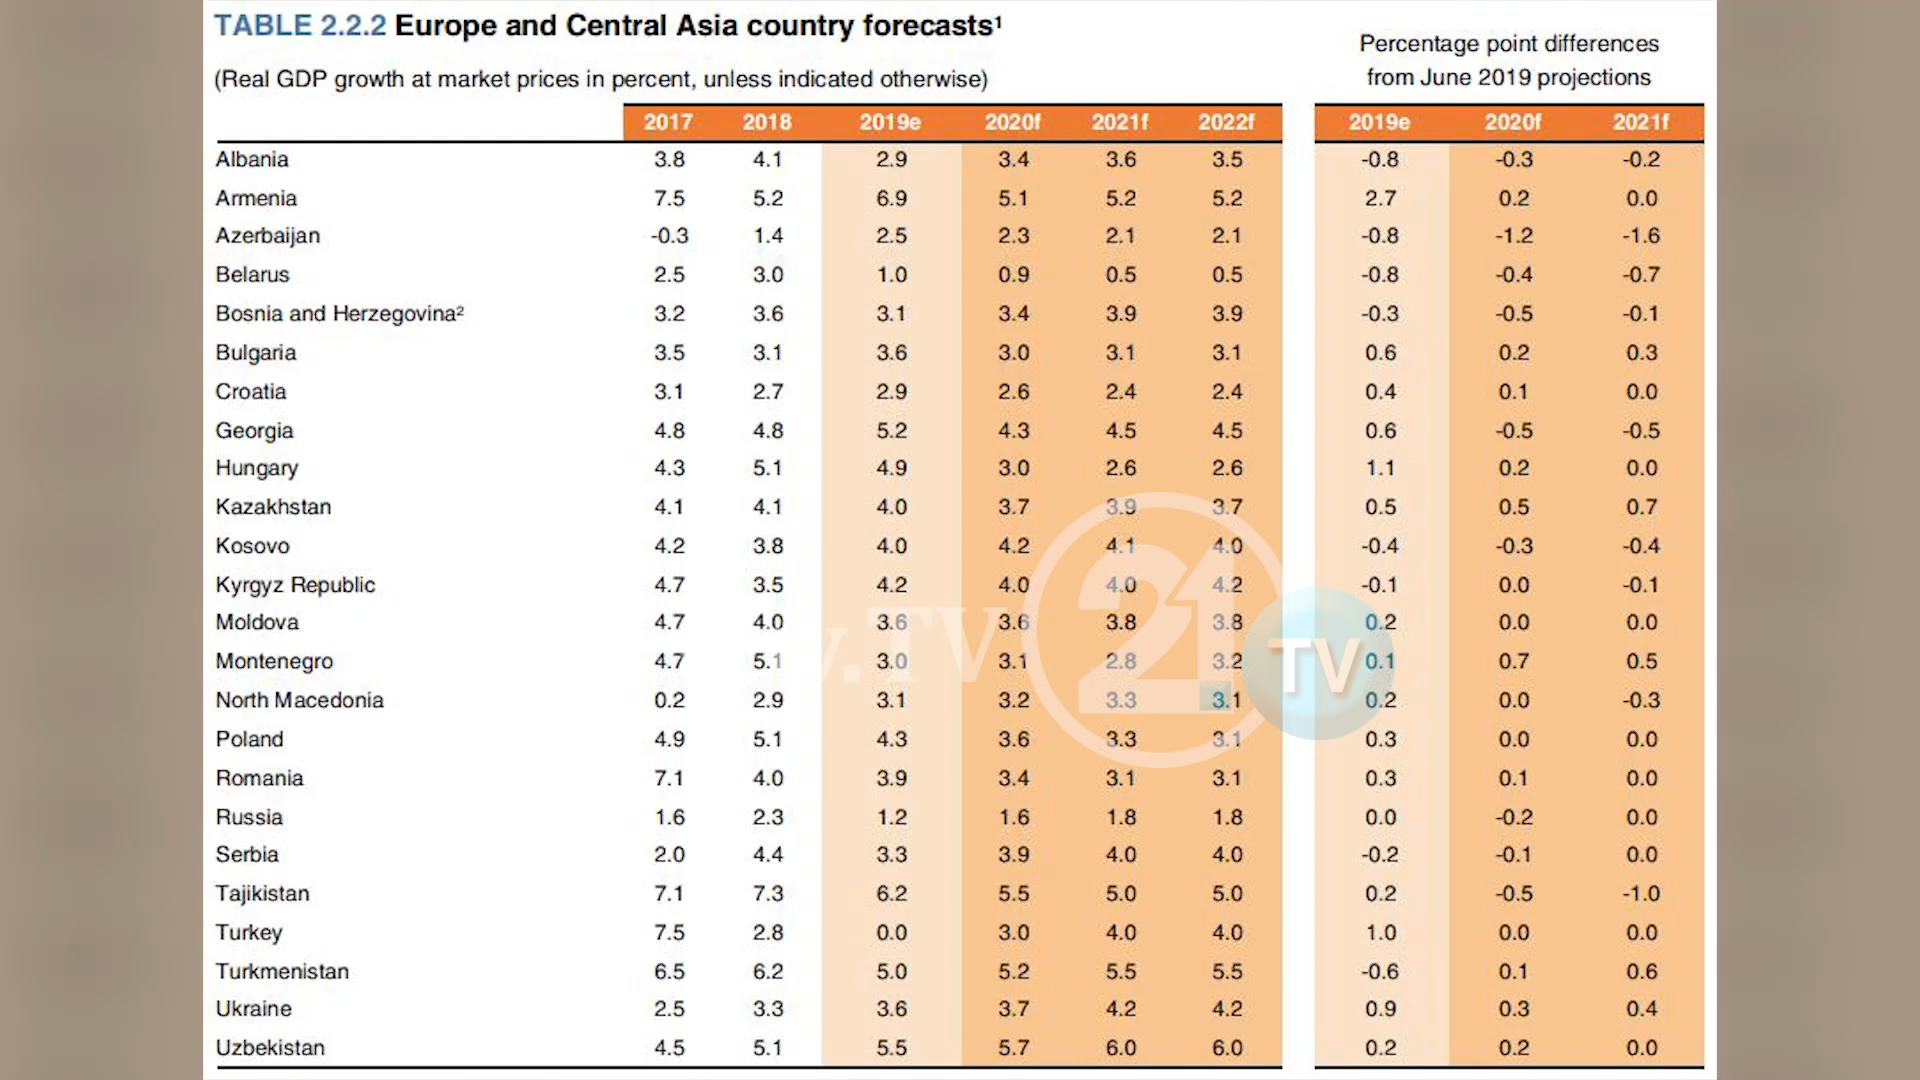 TABLE 2.2.2 Europe and Central Asia country forecasts¹
(Real GDP growth at market prices in percent, unless indicated otherwise)
Percentage point differences
from June 2019 projections
2017 2018 2019e 2020f 2021f 2022f 2019e 2020f 2021f
Albania 3.8 4.1 2.9 3.4 3.6 3.5 -0.8 -0.3 -0.2
Armenia 7.5 5.2 6.9 5.1 5.2 5.2 2.7 0.2 0.0
Azerbaijan -0.3 1.4 2.5 2.3 2.1 2.1 -0.8 -1.2 -1.6
Belarus 2.5 3.0 1.0 0.9 0.5 0.5 -0.8 -0.4 -0.7
Bosnia and Herzegovina² 3.2 3.6 3.1 3.4 3.9 3.9 -0.3 -0.5 -0.1
Bulgaria 3.5 3.1 3.6 3.0 3.1 3.1 0.6 0.2 0.3
Croatia 3.1 2.7 2.9 2.6 2.4 2.4 0.4 0.1 0.0
Georgia 4.8 4.8 5.2 4.3 4.5 4.5 0.6 -0.5 -0.5
Hungary 4.3 5.1 4.9 3.0 2.6 2.6 1.1 0.2 0.0
Kazakhstan 4.1 4.1 4.0 3.7 3.9 3.7 0.5 0.5 0.7
Kosovo 4.2 3.8 4.0 4.2 4.1 4.0 -0.4 -0.3 -0.4
Kyrgyz Republic 4.7 3.5 4.2 4.0 4.0 4.2 -0.1 0.0 -0.1
Moldova 4.7 4.0 3.6 3.6 3.8 3.8 0.2 0.0 0.0
Montenegro 4.7 5.1 3.0 3.1 2.8 3.2 0.1 0.7 0.5
North Macedonia 0.2 2.9 3.1 3.2 3.3 3.1 0.2 0.0 -0.3
Poland 4.9 5.1 4.3 3.6 3.3 3.1 0.3 0.0 0.0
Romania 7.1 4.0 3.9 3.4 3.1 3.1 0.3 0.1 0.0
Russia 1.6 2.3 1.2 1.6 1.8 1.8 0.0 -0.2 0.0
Serbia 2.0 4.4 3.3 3.9 4.0 4.0 -0.2 -0.1 0.0
Tajikistan 7.1 7.3 6.2 5.5 5.0 5.0 0.2 -0.5 -1.0
Turkey 7.5 2.8 0.0 3.0 4.0 4.0 1.0 0.0 0.0
Turkmenistan 6.5 6.2 5.0 5.2 5.5 5.5 -0.6 0.1 0.6
Ukraine 2.5 3.3 3.6 3.7 4.2 4.2 0.9 0.3 0.4
Uzbekistan 4.5 5.1 5.5 5.7 6.0 6.0 0.2 0.2 0.0
.TV
21
TV